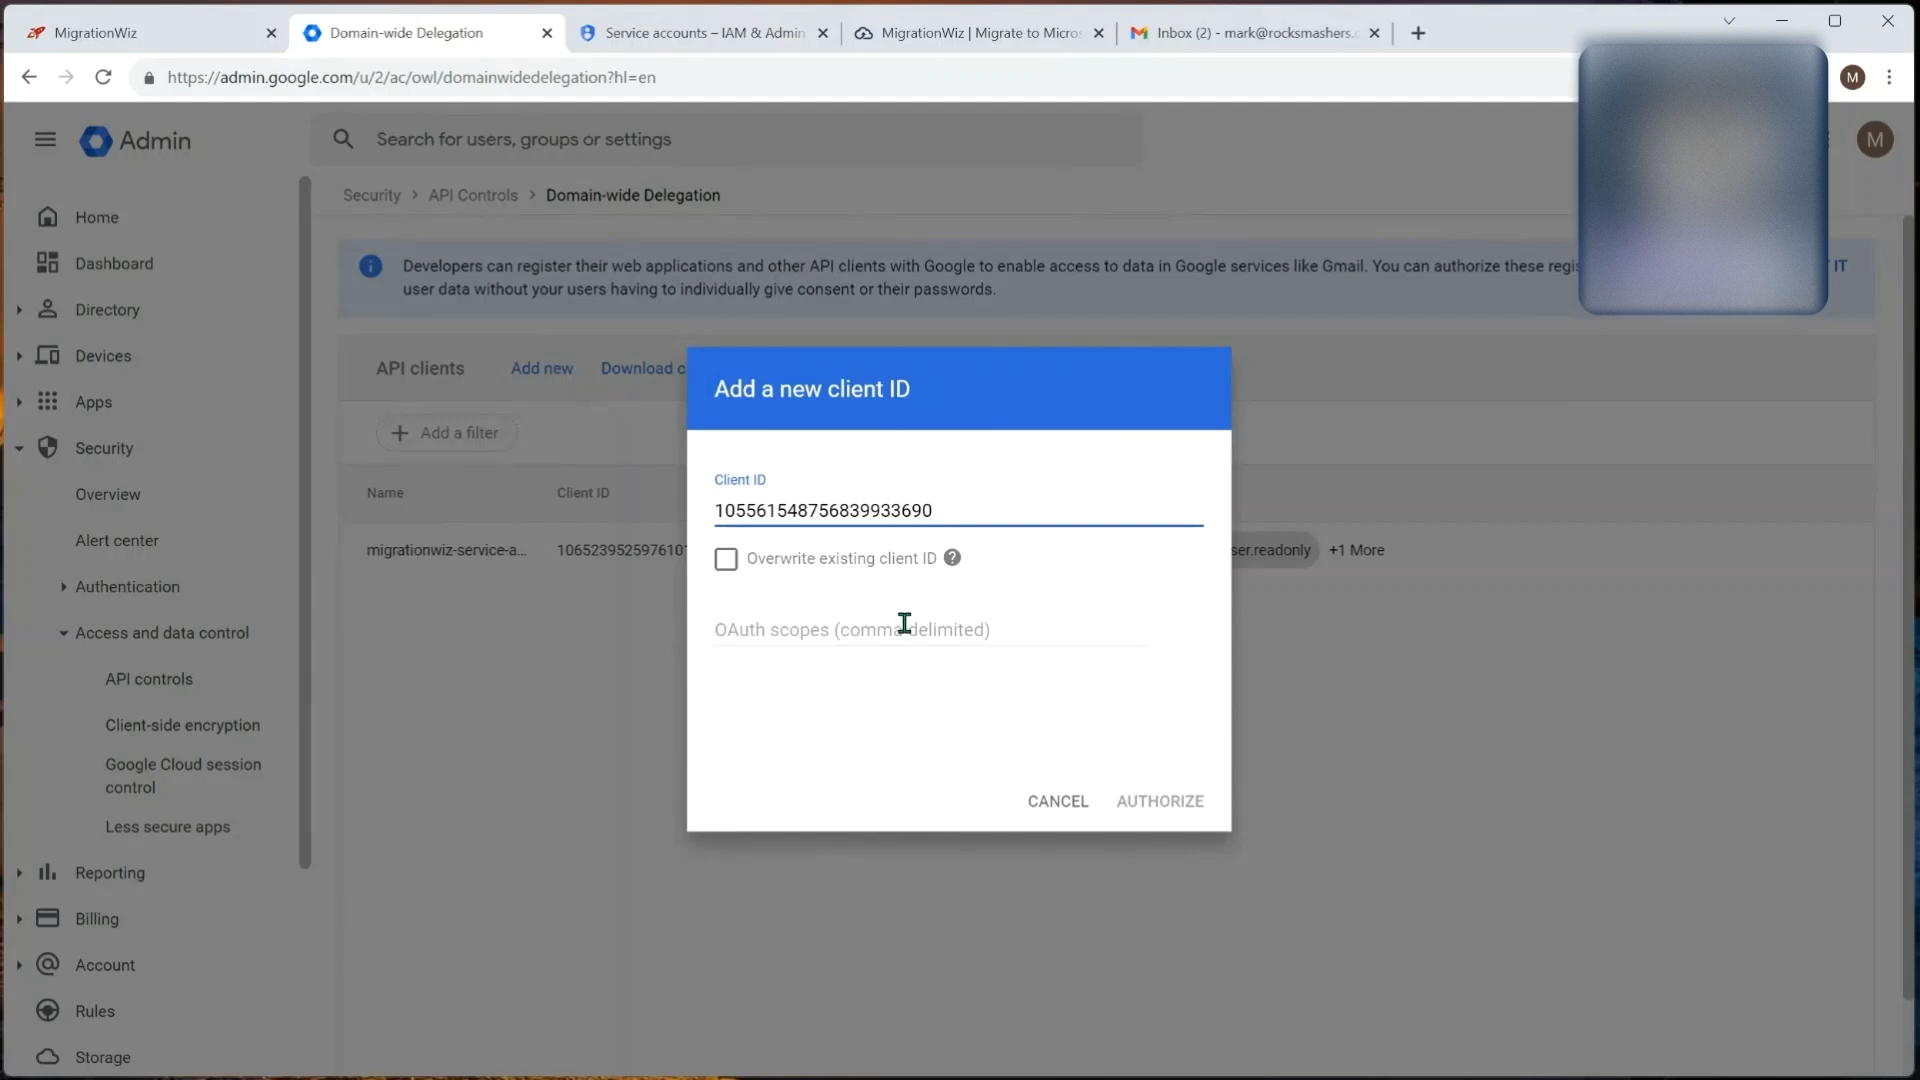 MigrationWiz
Domain-wide Delegation
Service accounts – IAM & Admin
MigrationWiz | Migrate to Micros
Inbox (2) - mark@rocksmashers.
https://admin.google.com/u/2/ac/owl/domainwidedelegation?hl=en
M
Admin
Search for users, groups or settings
M
Security > API Controls > Domain-wide Delegation
Home
Dashboard
Directory
Devices
Apps
Security
Overview
Alert center
Authentication
Access and data control
API controls
Client-side encryption
Google Cloud session
control
Less secure apps
Reporting
Billing
Account
Rules
Storage
Developers can register their web applications and other API clients with Google to enable access to data in Google services like Gmail. You can authorize these regis
IT
user data without your users having to individually give consent or their passwords.
API clients Add new Download c
Add a filter
Name Client ID
migrationwiz-service-a... 106523952597610
ser.readonly +1 More
Add a new client ID
Client ID
105561548756839933690
Overwrite existing client ID
OAuth scopes (comma delimited)
CANCEL AUTHORIZE